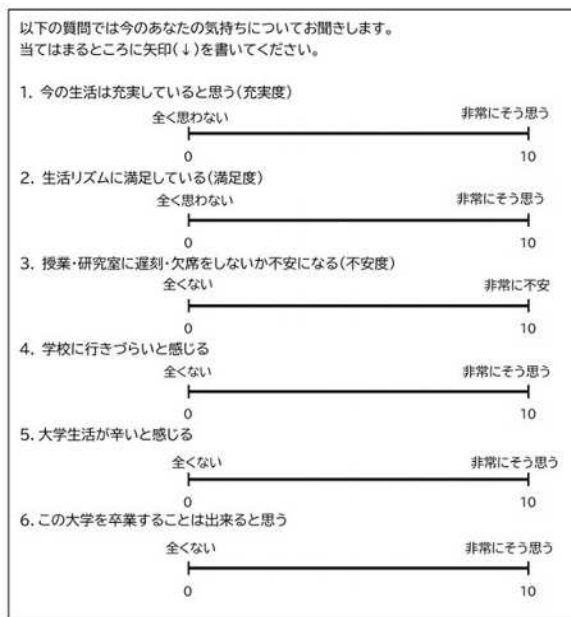 以下の質問では今のあなたの気持ちについてお聞きします。
当てはまるところに矢印(↓)を書いてください。
1. 今の生活は充実していると思う(充実度)
全く思わない 非常にそう思う
0 10
2. 生活リズムに満足している(満足度)
全く思わない 非常にそう思う
0 10
3. 授業・研究室に遅刻・欠席をしないか不安になる(不安度)
全くない 非常に不安
0 10
4. 学校に行きづらいと感じる
全くない 非常にそう思う
0 10
5. 大学生活が辛いと感じる
全くない 非常にそう思う
0 10
6. この大学を卒業することは出来ると思う
全くない 非常にそう思う
0 10